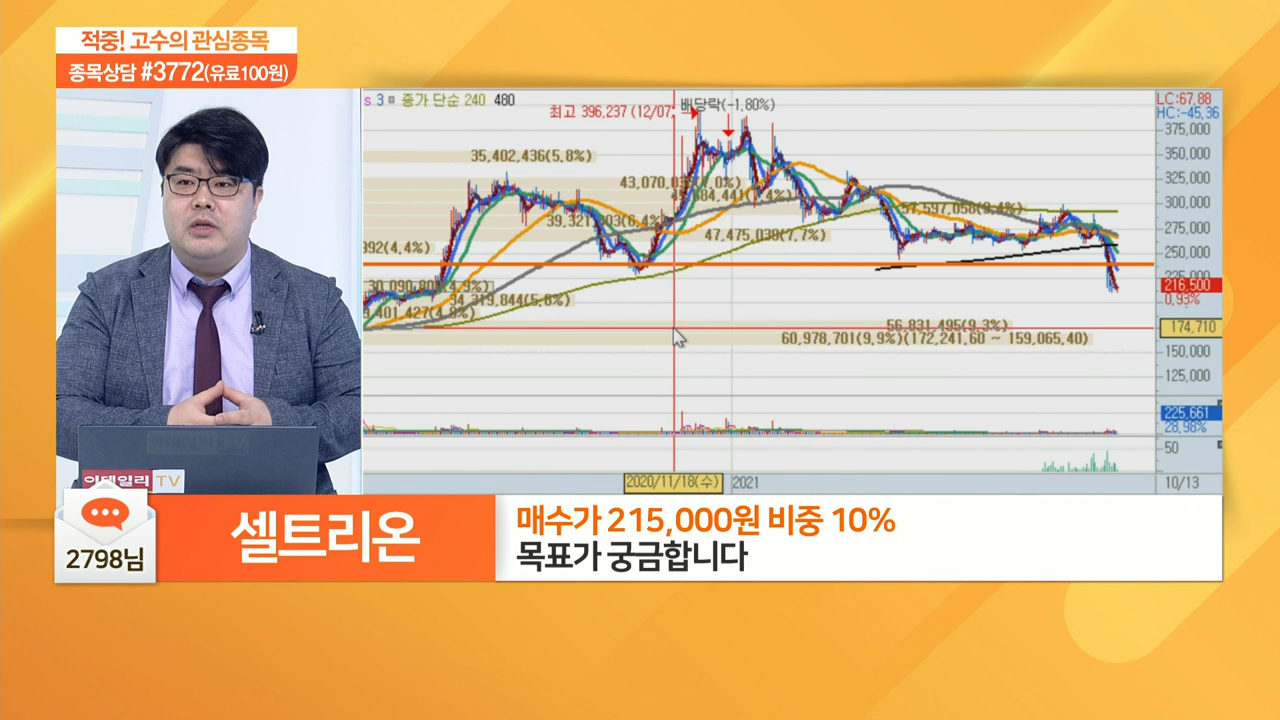 적중! 고수의 관심종목
종목상담 #3772(유료100원)
s 3 종가 단순 240 480
최고 396,237 (12/07,
배당락(-1.80%)
LC:67,88
HC:-45,36
375,000
35,402,436(5.8%)
350,000
325,000
300,000
57,597,058(9.4%)
39,321,803(6.4%)
47,475,039(7.7%)
275,000
992(4.4%)
250,000
225,000
216,500
0,93%
34,319,844(5.6%)
56,831,495(9.3%)
174,710
60,978,701(9.9%)(172,241.60 ~ 159,065.40)
150,000
125,000
225,661
28,98%
50
2020/11/18(수)
2021
10/13
이데일리 TV
2798님
셀트리온
매수가 215,000원 비중 10%
목표가 궁금합니다